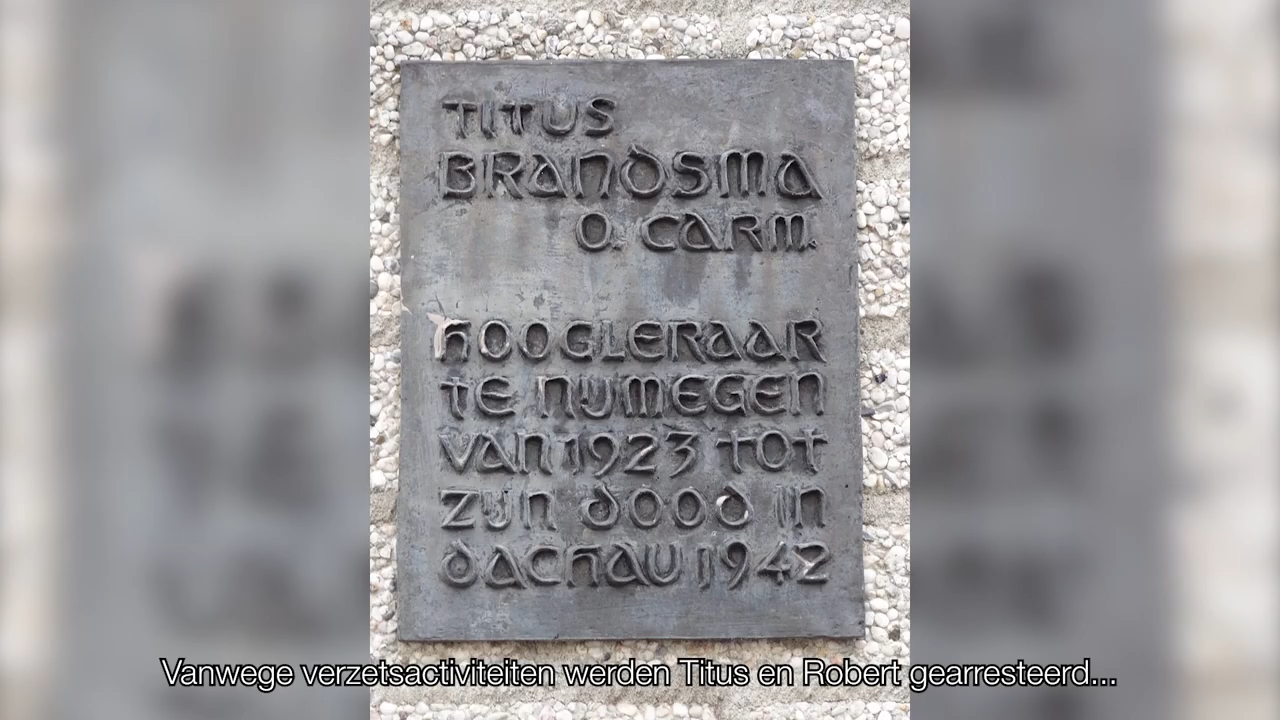 TITUS
BRANDSMA
O. CARM.
HOOGLERAAR
TE NIJMEGEN
VAN 1923 TOT
ZIJN DOOD IN
DACHAU 1942
Vanwege verzetsactiviteiten werden Titus en Robert gearresteerd...